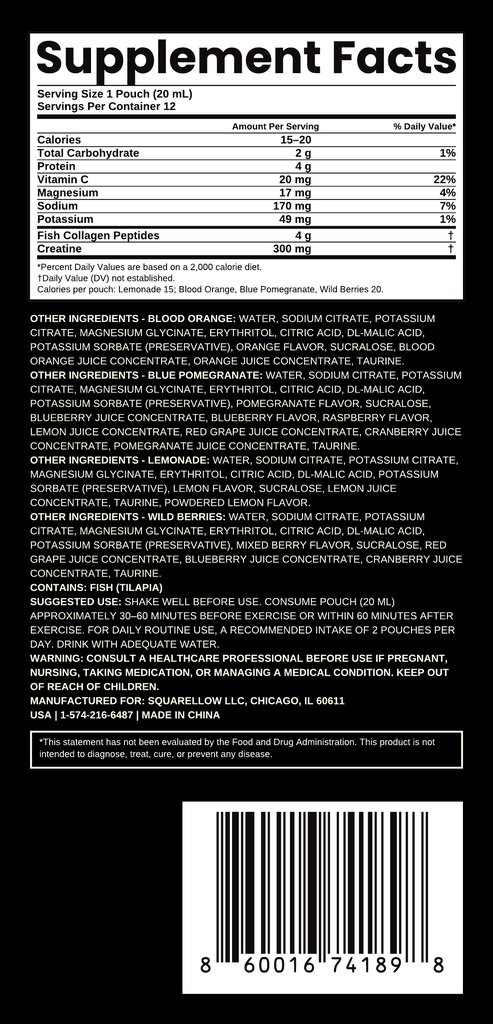 Supplement Facts
Serving Size 1 Pouch (20 mL)
Servings Per Container 12
Amount Per Serving % Daily Value*
Calories 15–20
Total Carbohydrate 2 g 1%
Protein 4 g
Vitamin C 20 mg 22%
Magnesium 17 mg 4%
Sodium 170 mg 7%
Potassium 49 mg 1%
Fish Collagen Peptides 4 g †
Creatine 300 mg †
*Percent Daily Values are based on a 2,000 calorie diet.
†Daily Value (DV) not established.
Calories per pouch: Lemonade 15; Blood Orange, Blue Pomegranate, Wild Berries 20.
OTHER INGREDIENTS - BLOOD ORANGE: WATER, SODIUM CITRATE, POTASSIUM
CITRATE, MAGNESIUM GLYCINATE, ERYTHRITOL, CITRIC ACID, DL-MALIC ACID,
POTASSIUM SORBATE (PRESERVATIVE), ORANGE FLAVOR, SUCRALOSE, BLOOD
ORANGE JUICE CONCENTRATE, ORANGE JUICE CONCENTRATE, TAURINE.
OTHER INGREDIENTS - BLUE POMEGRANATE: WATER, SODIUM CITRATE, POTASSIUM
CITRATE, MAGNESIUM GLYCINATE, ERYTHRITOL, CITRIC ACID, DL-MALIC ACID,
POTASSIUM SORBATE (PRESERVATIVE), POMEGRANATE FLAVOR, SUCRALOSE,
BLUEBERRY JUICE CONCENTRATE, BLUEBERRY FLAVOR, RASPBERRY FLAVOR,
LEMON JUICE CONCENTRATE, RED GRAPE JUICE CONCENTRATE, CRANBERRY JUICE
CONCENTRATE, POMEGRANATE JUICE CONCENTRATE, TAURINE.
OTHER INGREDIENTS - LEMONADE: WATER, SODIUM CITRATE, POTASSIUM CITRATE,
MAGNESIUM GLYCINATE, ERYTHRITOL, CITRIC ACID, DL-MALIC ACID, POTASSIUM
SORBATE (PRESERVATIVE), LEMON FLAVOR, SUCRALOSE, LEMON JUICE
CONCENTRATE, TAURINE, POWDERED LEMON FLAVOR.
OTHER INGREDIENTS - WILD BERRIES: WATER, SODIUM CITRATE, POTASSIUM
CITRATE, MAGNESIUM GLYCINATE, ERYTHRITOL, CITRIC ACID, DL-MALIC ACID,
POTASSIUM SORBATE (PRESERVATIVE), MIXED BERRY FLAVOR, SUCRALOSE, RED
GRAPE JUICE CONCENTRATE, BLUEBERRY JUICE CONCENTRATE, CRANBERRY JUICE
CONCENTRATE, TAURINE.
CONTAINS: FISH (TILAPIA)
SUGGESTED USE: SHAKE WELL BEFORE USE. CONSUME POUCH (20 ML)
APPROXIMATELY 30–60 MINUTES BEFORE EXERCISE OR WITHIN 60 MINUTES AFTER
EXERCISE. FOR DAILY ROUTINE USE, A RECOMMENDED INTAKE OF 2 POUCHES PER
DAY. DRINK WITH ADEQUATE WATER.
WARNING: CONSULT A HEALTHCARE PROFESSIONAL BEFORE USE IF PREGNANT,
NURSING, TAKING MEDICATION, OR MANAGING A MEDICAL CONDITION. KEEP OUT
OF REACH OF CHILDREN.
MANUFACTURED FOR: SQUARELLOW LLC, CHICAGO, IL 60611
USA | 1-574-216-6487 | MADE IN CHINA
*This statement has not been evaluated by the Food and Drug Administration. This product is not
intended to diagnose, treat, cure, or prevent any disease.
8 60016 74189 8